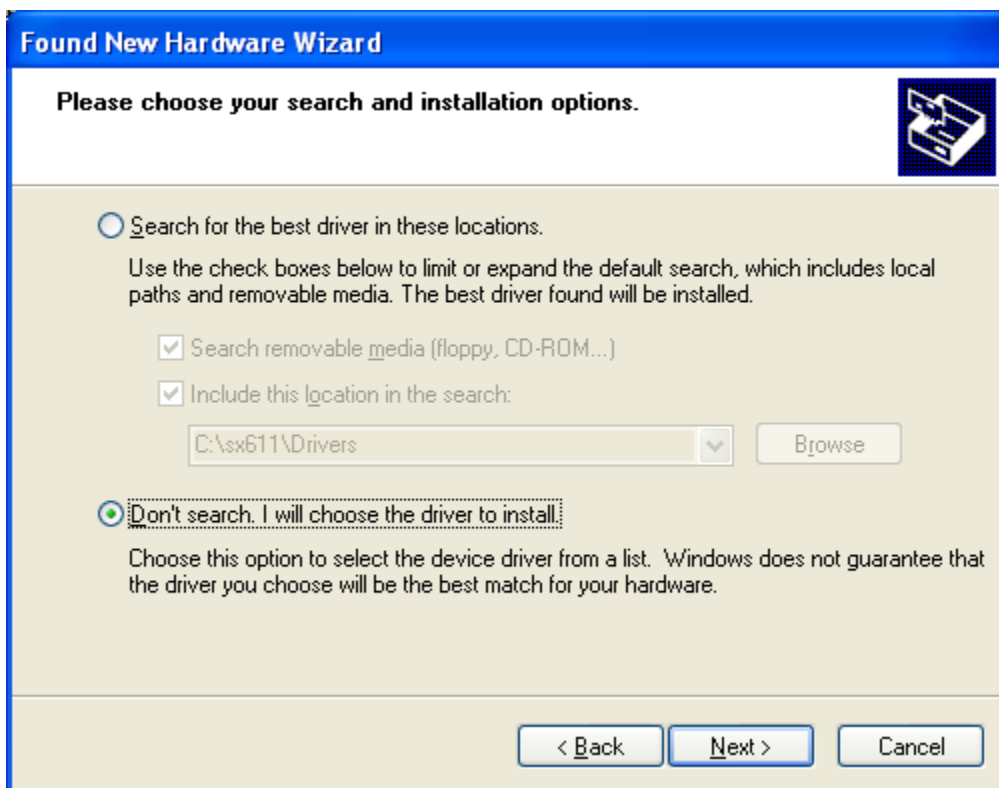 Found New Hardware Wizard
Please choose your search and installation options.
Search for the best driver in these locations.
Use the check boxes below to limit or expand the default search, which includes local
paths and removable media. The best driver found will be installed.
Search removable media (floppy, CD-ROM...)
Include this location in the search:
C:\sx611\Drivers
Browse
Don't search. I will choose the driver to install.
Choose this option to select the device driver from a list.  Windows does not guarantee that
the driver you choose will be the best match for your hardware.
< Back
Next >
Cancel